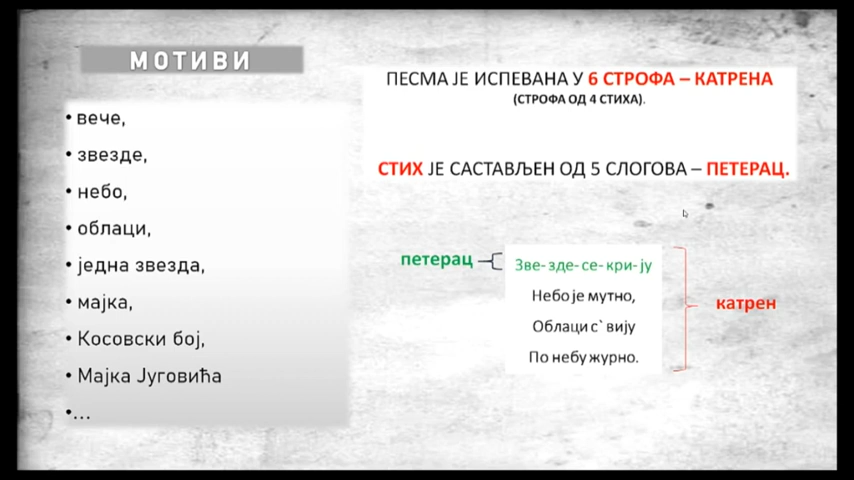 МОТИВИ
• вече,
• звезде,
• небо,
• облаци,
• једна звезда,
• мајка,
• Косовски бој,
• Мајка Југовића
•...
ПЕСМА ЈЕ ИСПЕВАНА У 6 СТРОФА – КАТРЕНА
(СТРОФА ОД 4 СТИХА).
СТИХ ЈЕ САСТАВЉЕН ОД 5 СЛОГОВА – ПЕТЕРАЦ.
петерац
Зве- зде- се- кри- ју
Небо је мутно,
Облаци с` вију
По небу журно.
катрен